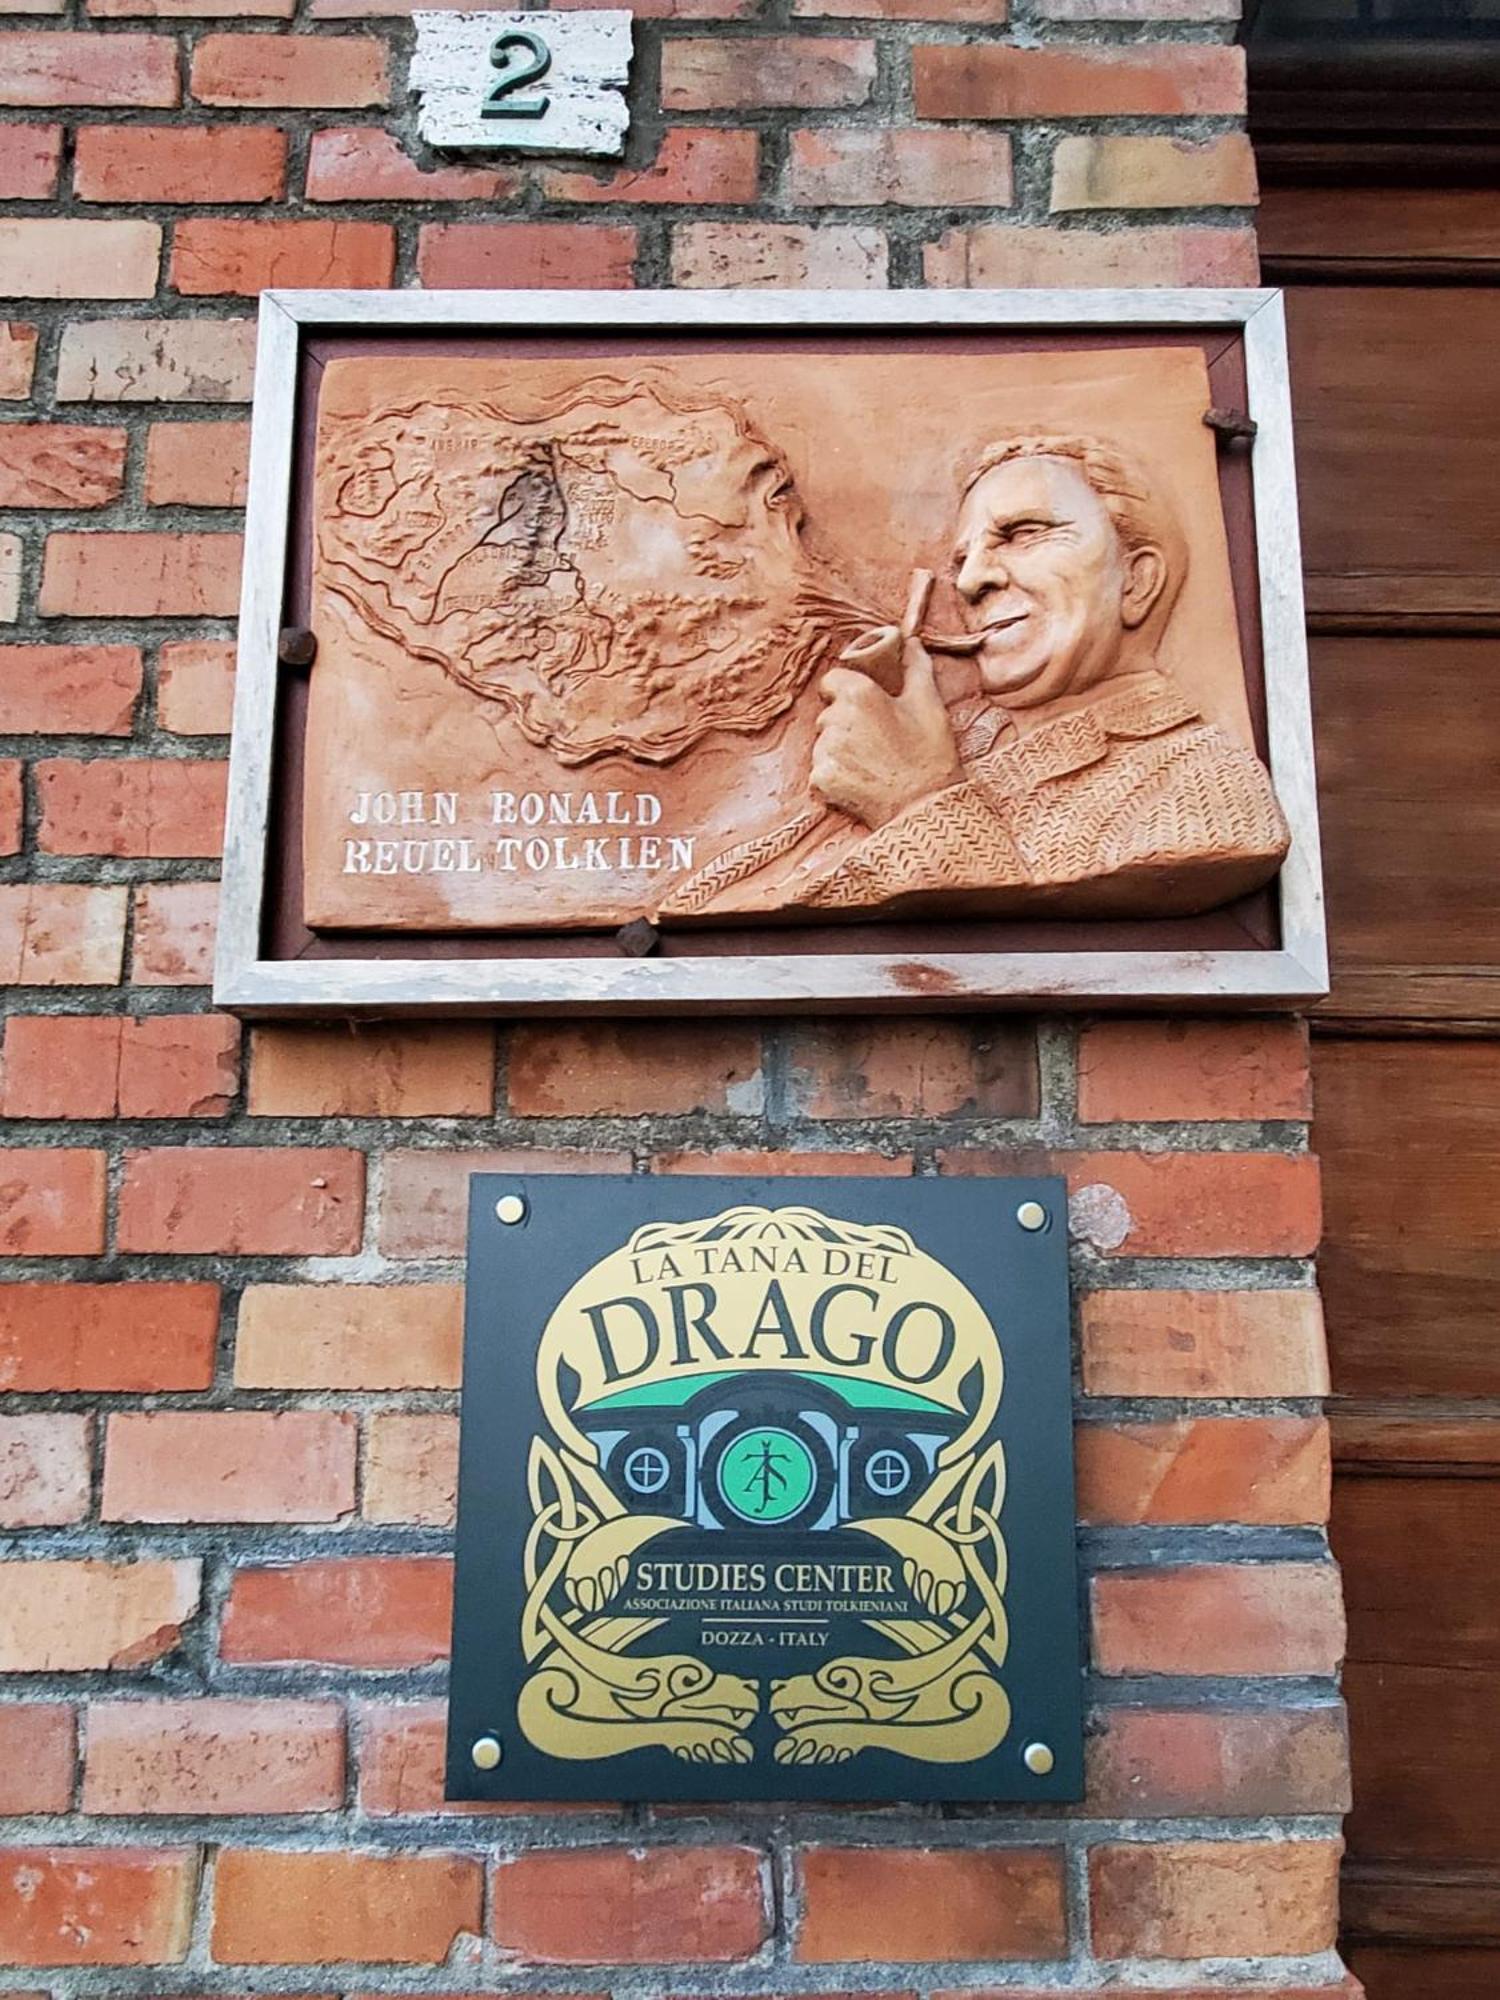 2
JOHN RONALD
REUEL TOLKIEN
LA TANA DEL
DRAGO
STUDIES CENTER
ASSOCIAZIONE ITALIANA STUDI TOLKIENIANI
DOZZA - ITALY